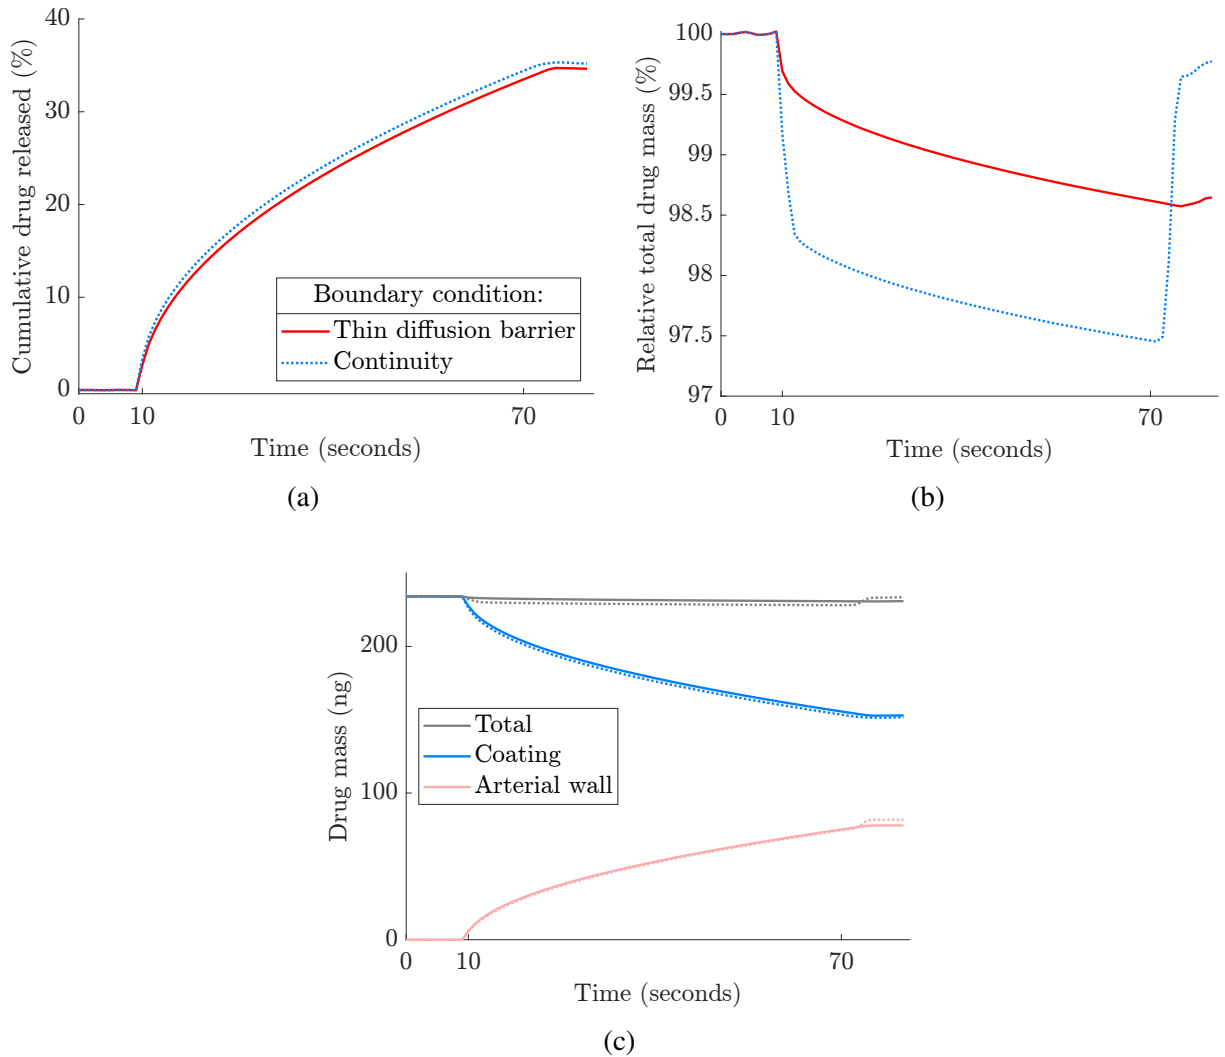 40
30
20
10
0
Cumulative drug released (%)
0
10
70
Time (seconds)
Boundary condition:
Thin diffusion barrier
Continuity
(a)
100
99.5
99
98.5
98
97.5
97
Relative total drug mass (%)
0
10
70
Time (seconds)
(b)
200
100
0
Drug mass (ng)
Total
Coating
Arterial wall
0
10
70
Time (seconds)
(c)